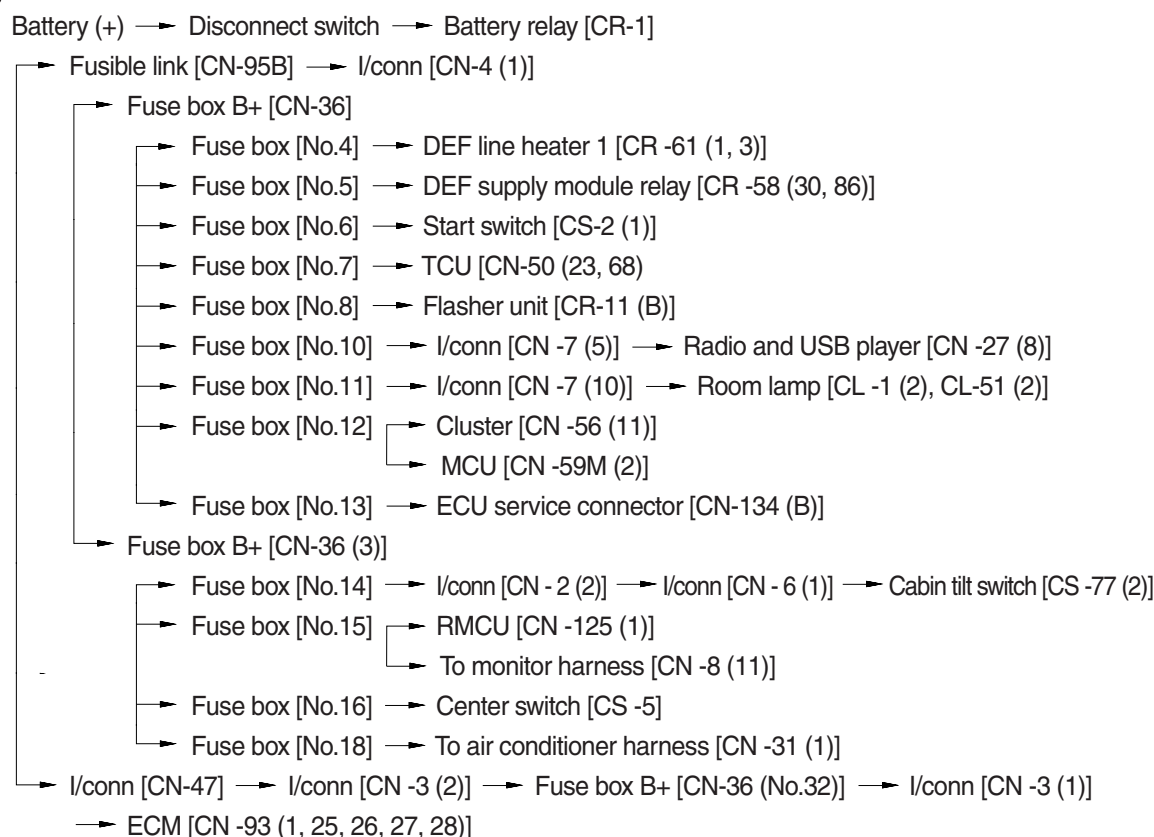 Battery (+) → Disconnect switch → Battery relay [CR-1]
Fusible link [CN-95B] → I/conn [CN-4 (1)]
Fuse box B+ [CN-36]
Fuse box [No.4] → DEF line heater 1 [CR -61 (1, 3)]
Fuse box [No.5] → DEF supply module relay [CR -58 (30, 86)]
Fuse box [No.6] → Start switch [CS-2 (1)]
Fuse box [No.7] → TCU [CN-50 (23, 68)
Fuse box [No.8] → Flasher unit [CR-11 (B)]
Fuse box [No.10] → I/conn [CN -7 (5)] → Radio and USB player [CN -27 (8)]
Fuse box [No.11] → I/conn [CN -7 (10)] → Room lamp [CL -1 (2), CL-51 (2)]
Fuse box [No.12] → Cluster [CN -56 (11)]
→ MCU [CN -59M (2)]
Fuse box [No.13] → ECU service connector [CN-134 (B)]
Fuse box B+ [CN-36 (3)]
Fuse box [No.14] → I/conn [CN - 2 (2)] → I/conn [CN - 6 (1)] → Cabin tilt switch [CS -77 (2)]
Fuse box [No.15] → RMCU [CN -125 (1)]
→ To monitor harness [CN -8 (11)]
Fuse box [No.16] → Center switch [CS -5]
Fuse box [No.18] → To air conditioner harness [CN -31 (1)]
I/conn [CN-47] → I/conn [CN -3 (2)] → Fuse box B+ [CN-36 (No.32)] → I/conn [CN -3 (1)]
→ ECM [CN -93 (1, 25, 26, 27, 28)]